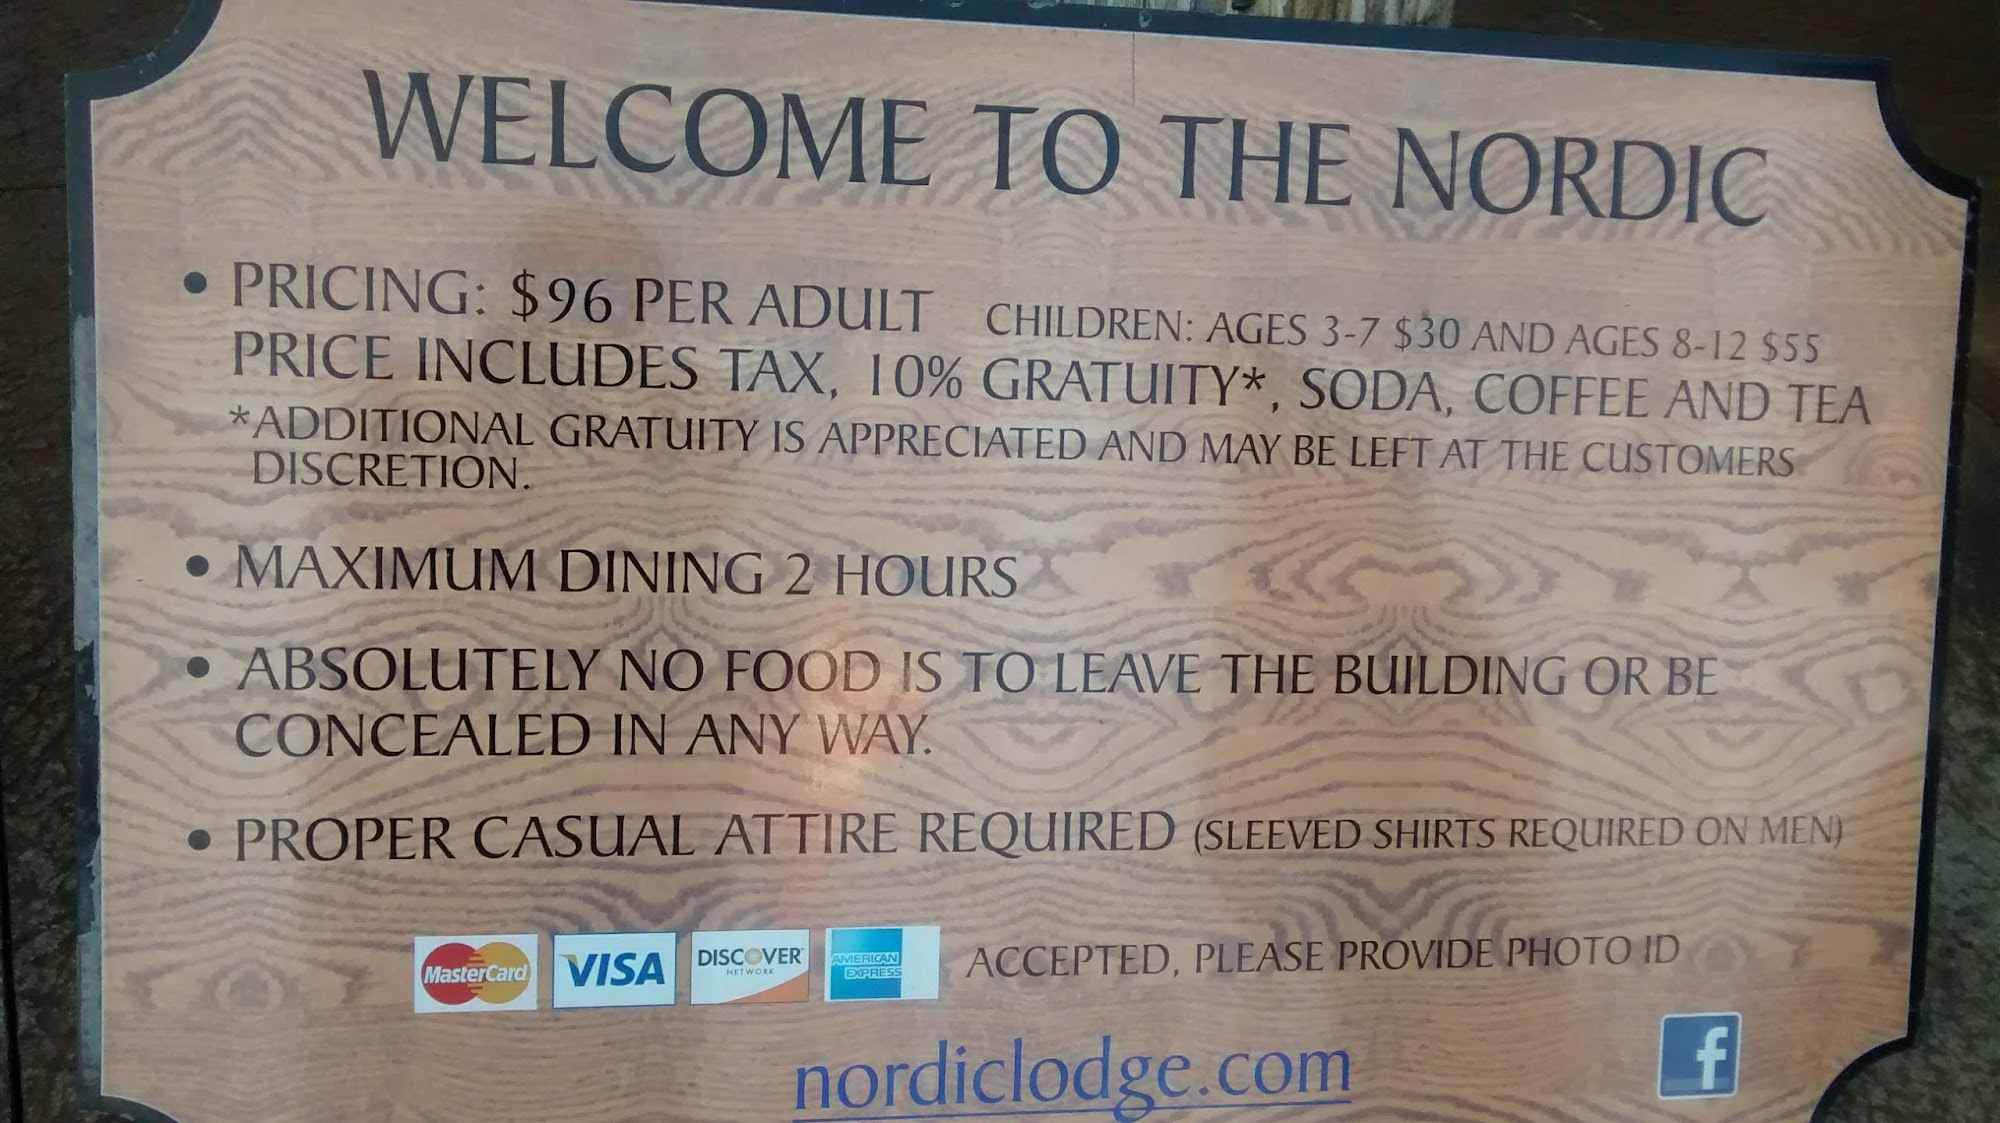 WELCOME TO THE NORDIC
• PRICING: $96 PER ADULT CHILDREN: AGES 3-7 $30 AND AGES 8-12 $55
PRICE INCLUDES TAX, 10% GRATUITY*, SODA, COFFEE AND TEA
*ADDITIONAL GRATUITY IS APPRECIATED AND MAY BE LEFT AT THE CUSTOMERS
DISCRETION.
• MAXIMUM DINING 2 HOURS
• ABSOLUTELY NO FOOD IS TO LEAVE THE BUILDING OR BE
CONCEALED IN ANY WAY.
• PROPER CASUAL ATTIRE REQUIRED (SLEEVED SHIRTS REQUIRED ON MEN)
MasterCard VISA DISCOVER NETWORK AMERICAN EXPRESS ACCEPTED, PLEASE PROVIDE PHOTO ID
f
nordiclodge.com